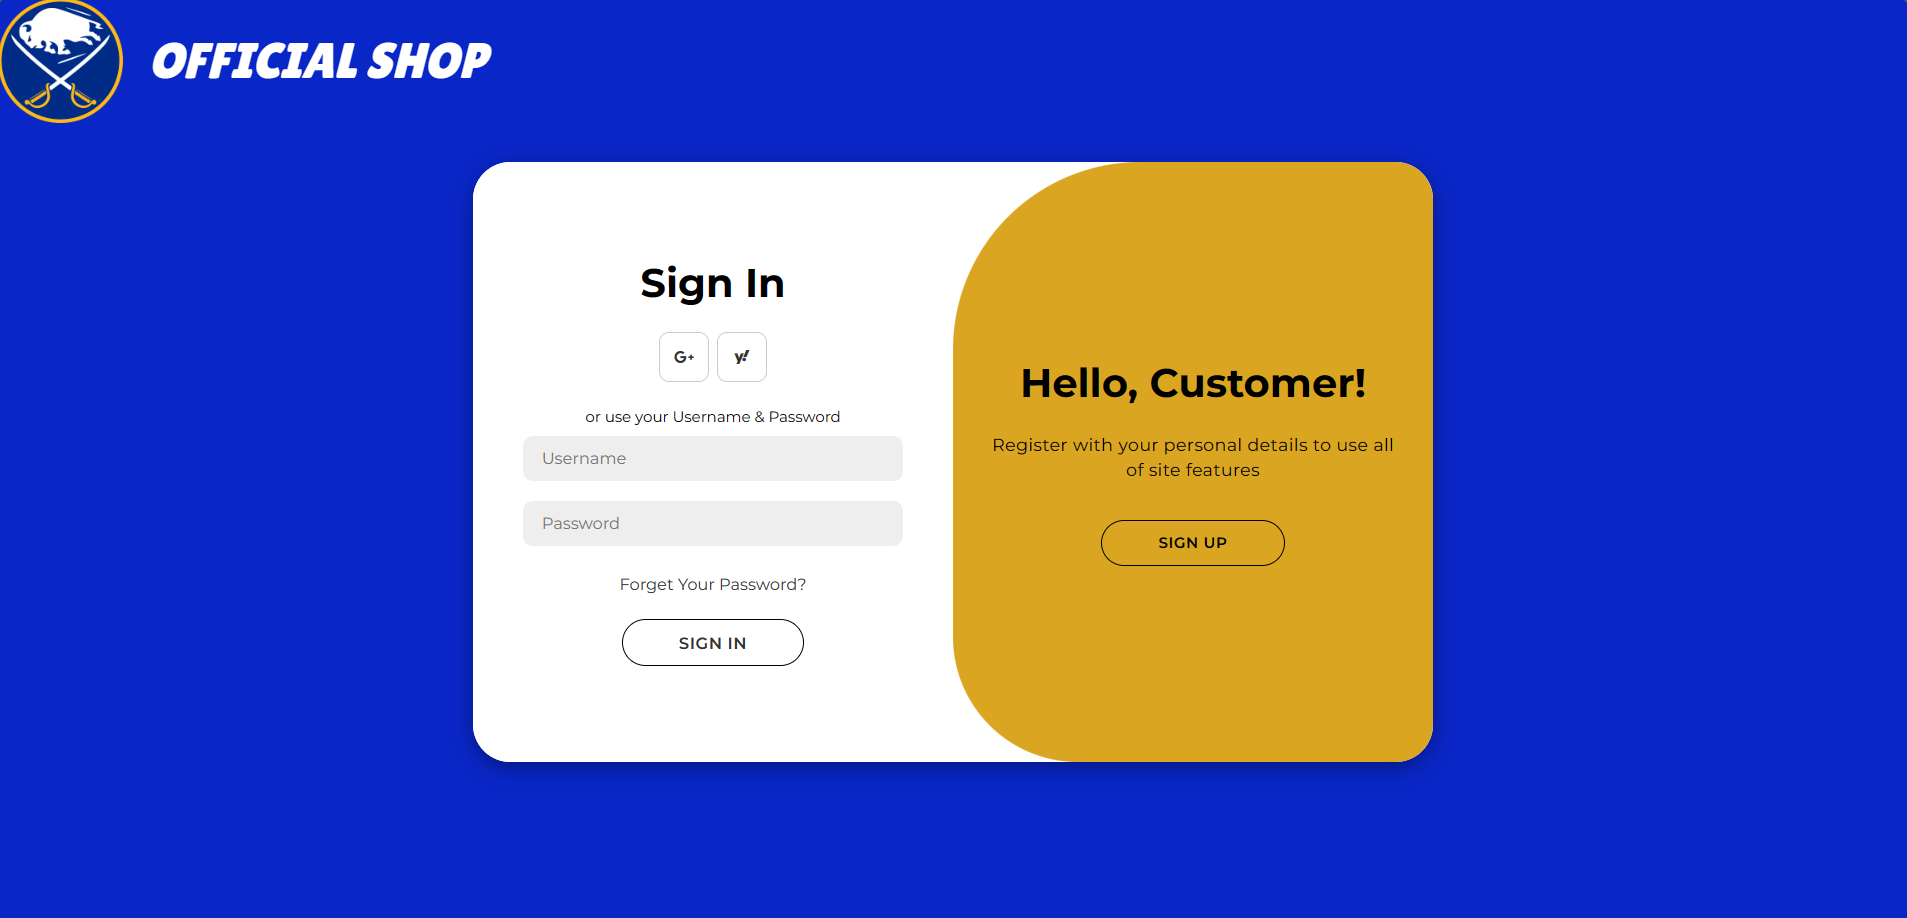 OFFICIAL SHOP
Sign In
G+ y!
or use your Username & Password
Username
Password
Forget Your Password?
SIGN IN
Hello, Customer!
Register with your personal details to use all
of site features
SIGN UP